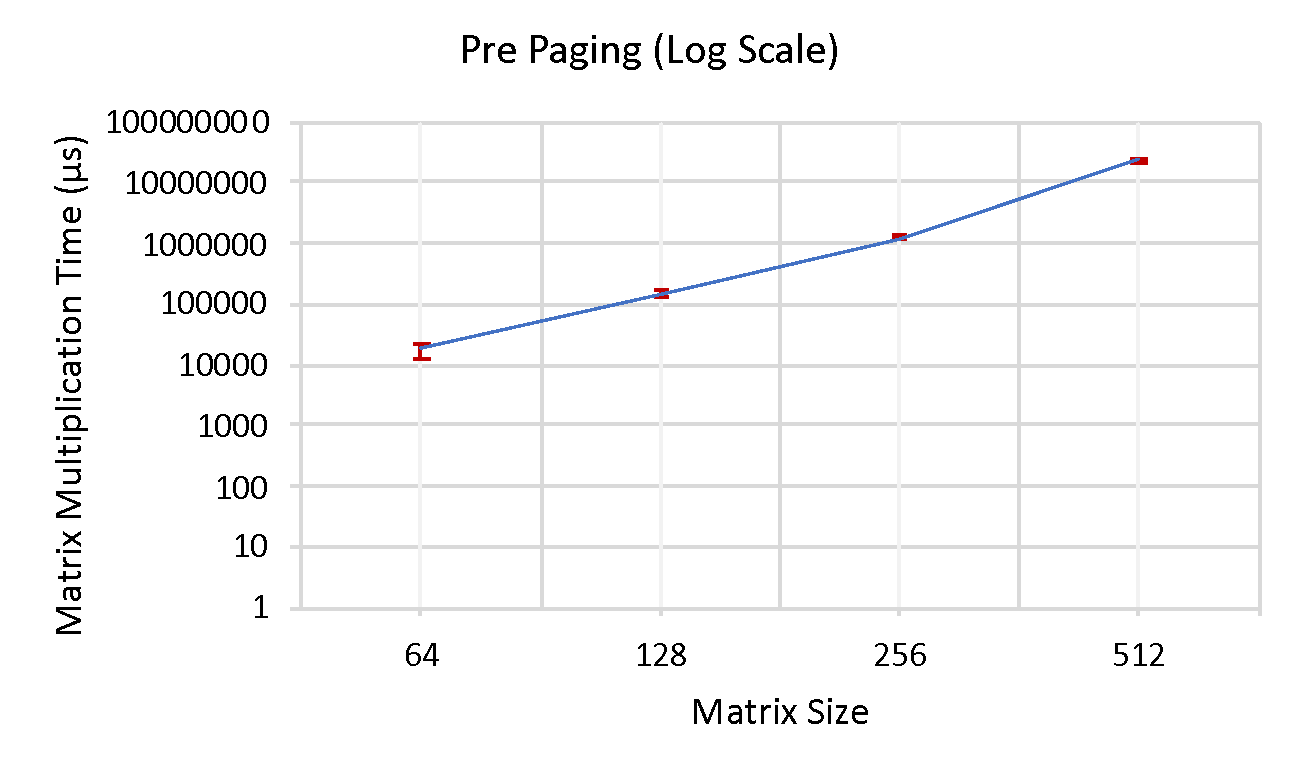 Pre Paging (Log Scale)
Matrix Multiplication Time (µs)
100000000
10000000
1000000
100000
10000
1000
100
10
1
64 128 256 512
Matrix Size